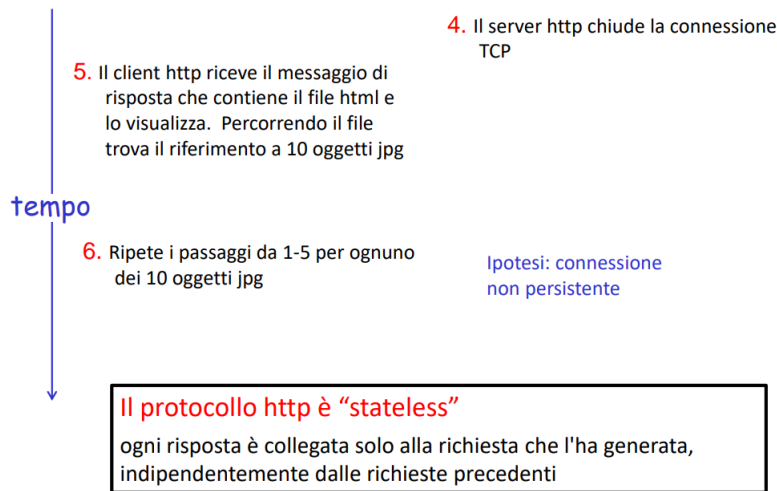 4. Il server http chiude la connessione
TCP
5. Il client http riceve il messaggio di
risposta che contiene il file html e
lo visualizza. Percorrendo il file
trova il riferimento a 10 oggetti jpg
tempo
6. Ripete i passaggi da 1-5 per ognuno
dei 10 oggetti jpg
Ipotesi: connessione
non persistente
Il protocollo http è “stateless”
ogni risposta è collegata solo alla richiesta che l'ha generata,
indipendentemente dalle richieste precedenti